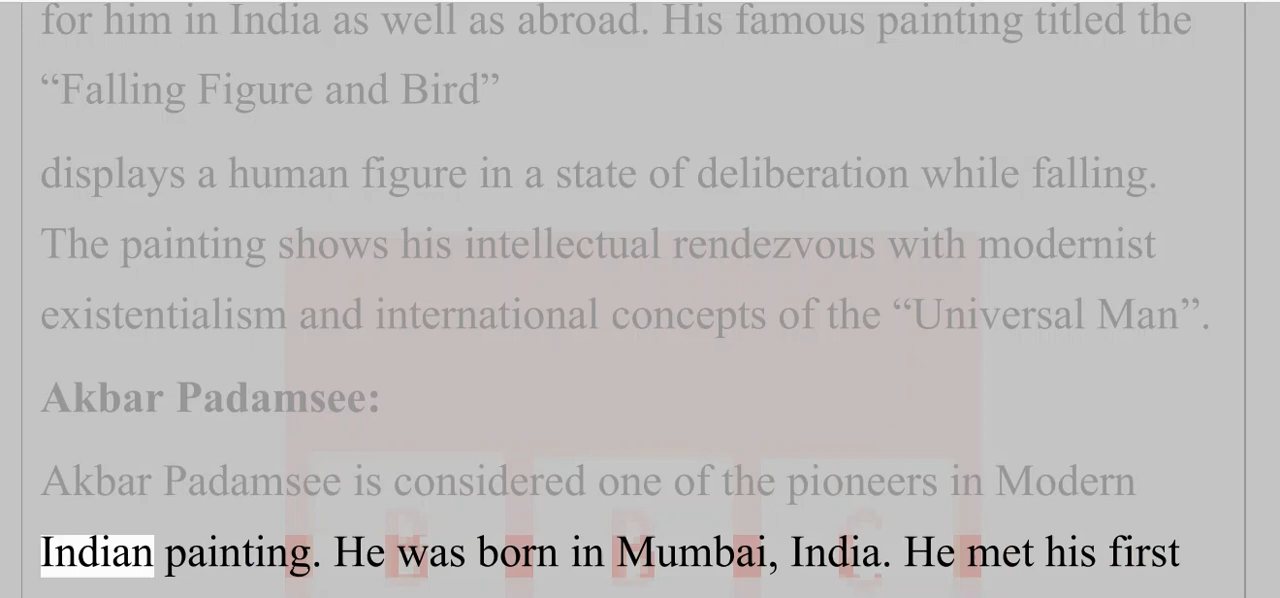 for him in India as well as abroad. His famous painting titled the
“Falling Figure and Bird”
displays a human figure in a state of deliberation while falling.
The painting shows his intellectual rendezvous with modernist
existentialism and international concepts of the “Universal Man”.
Akbar Padamsee:
Akbar Padamsee is considered one of the pioneers in Modern
B B C
Indian painting. He was born in Mumbai, India. He met his first